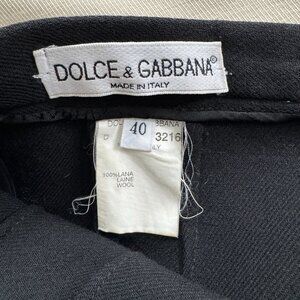 DOLCE & GABBANA®
MADE IN ITALY
40
3216
100%LANA
LAINE
WOOL